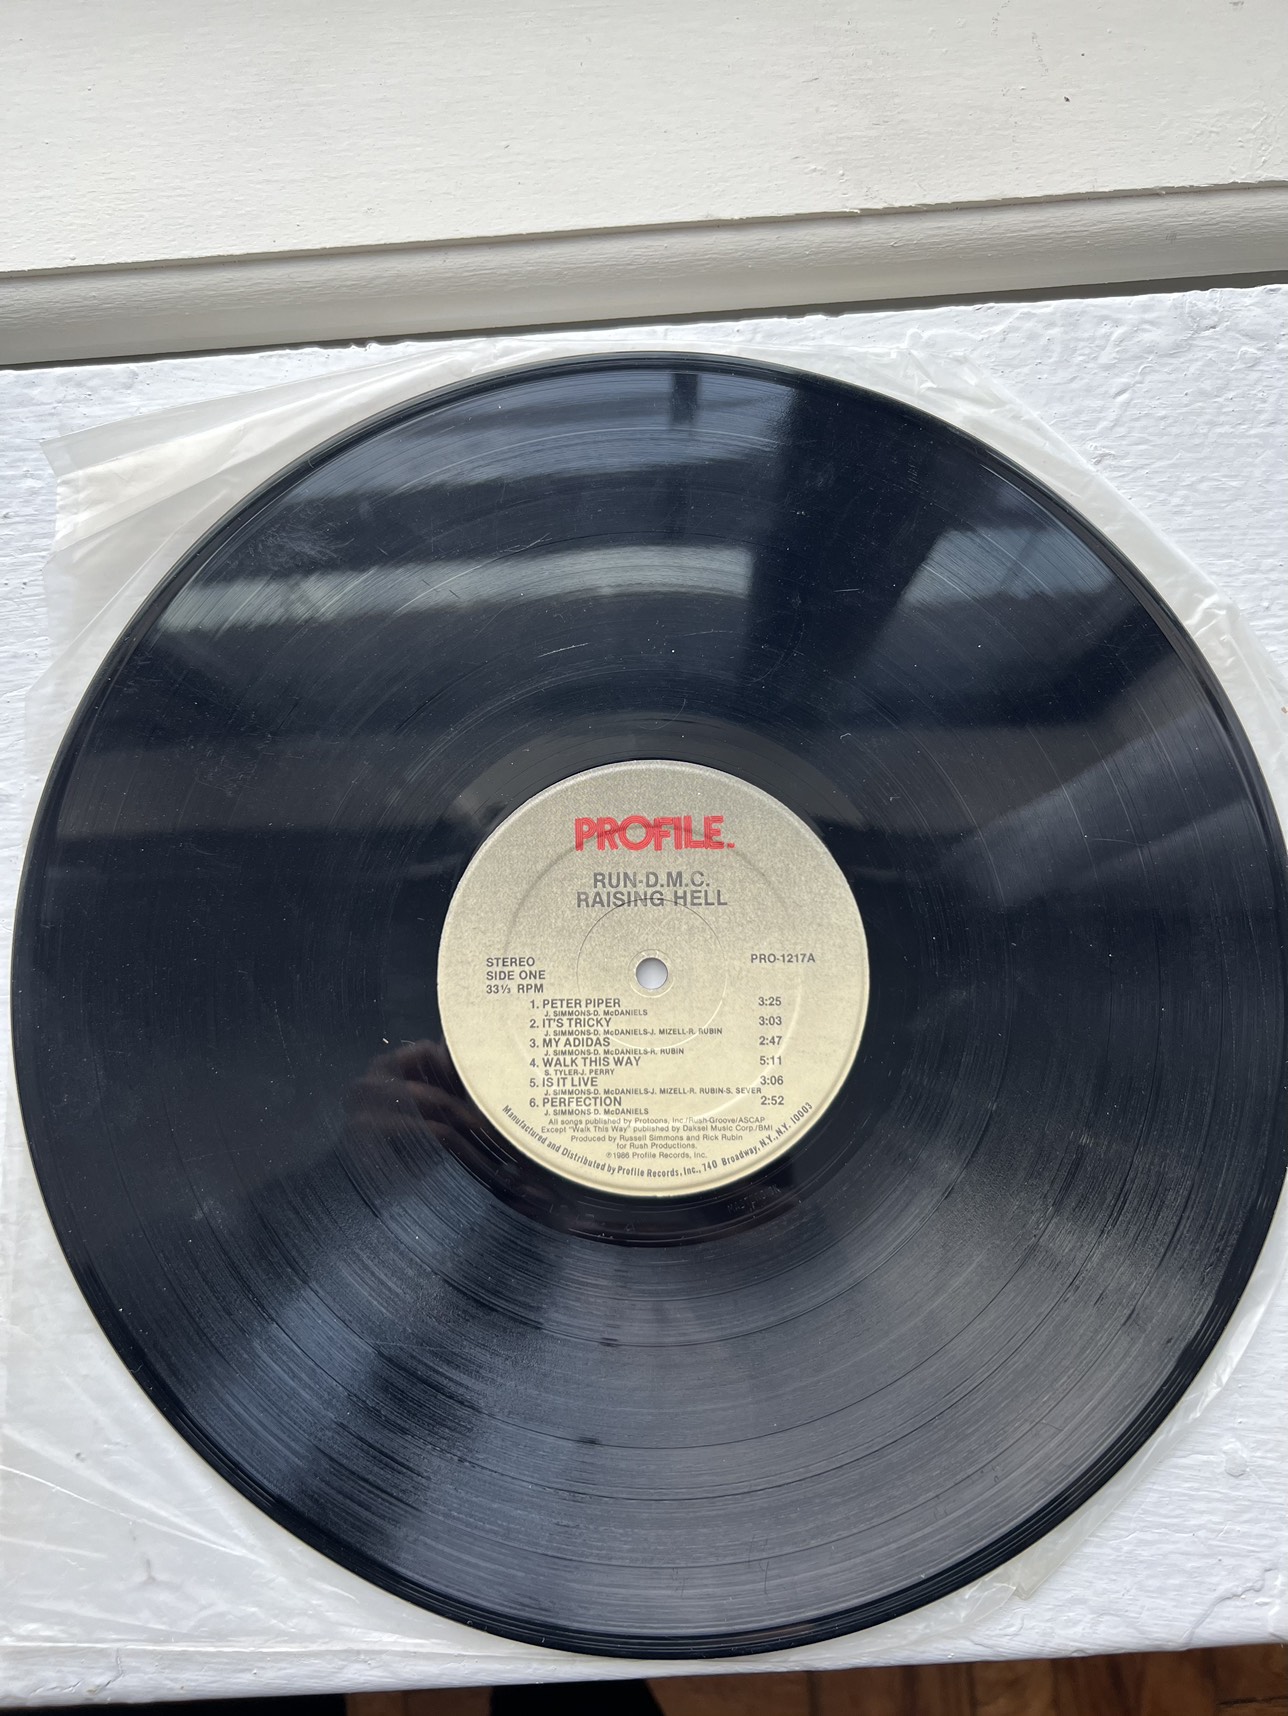 PROFILE.
RUN-D.M.C.
RAISING HELL
STEREO
SIDE ONE
33⅓ RPM
PRO-1217A
1. PETER PIPER 3:25
J. SIMMONS-D. McDANIELS
2. IT'S TRICKY 3:03
J. SIMMONS-D. McDANIELS-J. MIZELL-R. RUBIN
3. MY ADIDAS 2:47
J. SIMMONS-D. McDANIELS-R. RUBIN
4. WALK THIS WAY 5:11
S. TYLER-J. PERRY
5. IS IT LIVE 3:06
J. SIMMONS-D. McDANIELS-J. MIZELL-R. RUBIN-S. SEVER
6. PERFECTION 2:52
J. SIMMONS-D. McDANIELS
All songs published by Protoons, Inc./Rush-Groove/ASCAP
Except "Walk This Way" published by Daksel Music Corp./BMI
Produced by Russell Simmons and Rick Rubin
for Rush Productions.
℗1986 Profile Records, Inc.
Manufactured and Distributed by Profile Records, Inc., 740 Broadway, N.Y., N.Y. 10003